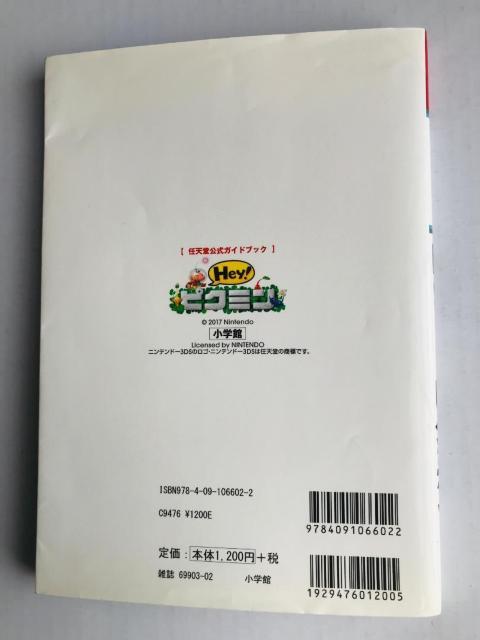 【 任天堂公式ガイドブック 】
Hey!
ピクミン
© 2017 Nintendo
小学館
Licensed by NINTENDO
ニンテンドー3DSのロゴ・ニンテンドー3DSは任天堂の商標です。
ISBN978-4-09-106602-2
C9476 ¥1200E
9784091066022
定価：本体1,200円＋税
雑誌 69903-02 小学館
1929476012005